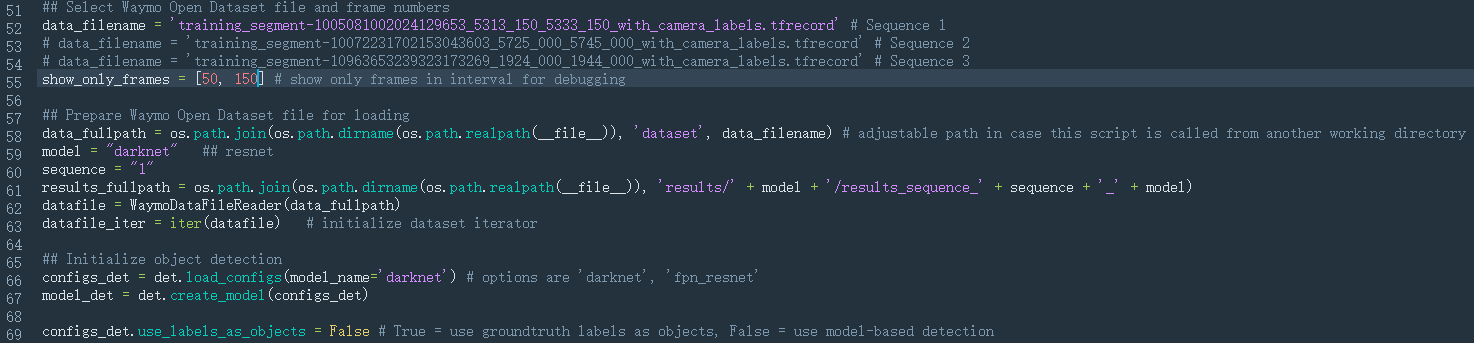 51 ## Select Waymo Open Dataset file and frame numbers
52 data_filename = 'training_segment-1005081002024129653_5313_150_5333_150_with_camera_labels.tfrecord' # Sequence 1
53 # data_filename = 'training_segment-10072231702153043603_5725_000_5745_000_with_camera_labels.tfrecord' # Sequence 2
54 # data_filename = 'training_segment-10963653239323173269_1924_000_1944_000_with_camera_labels.tfrecord' # Sequence 3
55 show_only_frames = [50, 150] # show only frames in interval for debugging
56
57 ## Prepare Waymo Open Dataset file for loading
58 data_fullpath = os.path.join(os.path.dirname(os.path.realpath(__file__)), 'dataset', data_filename) # adjustable path in case this script is called from another working directory
59 model = "darknet"   ## resnet
60 sequence = "1"
61 results_fullpath = os.path.join(os.path.dirname(os.path.realpath(__file__)), 'results/' + model + '/results_sequence_' + sequence + '_' + model)
62 datafile = WaymoDataFileReader(data_fullpath)
63 datafile_iter = iter(datafile)   # initialize dataset iterator
64
65 ## Initialize object detection
66 configs_det = det.load_configs(model_name='darknet') # options are 'darknet', 'fpn_resnet'
67 model_det = det.create_model(configs_det)
68
69 configs_det.use_labels_as_objects = False # True = use groundtruth labels as objects, False = use model-based detection